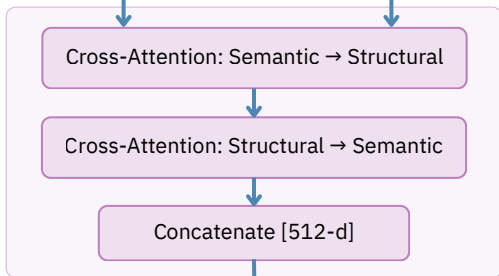 Cross-Attention: Semantic → Structural
Cross-Attention: Structural → Semantic
Concatenate [512-d]